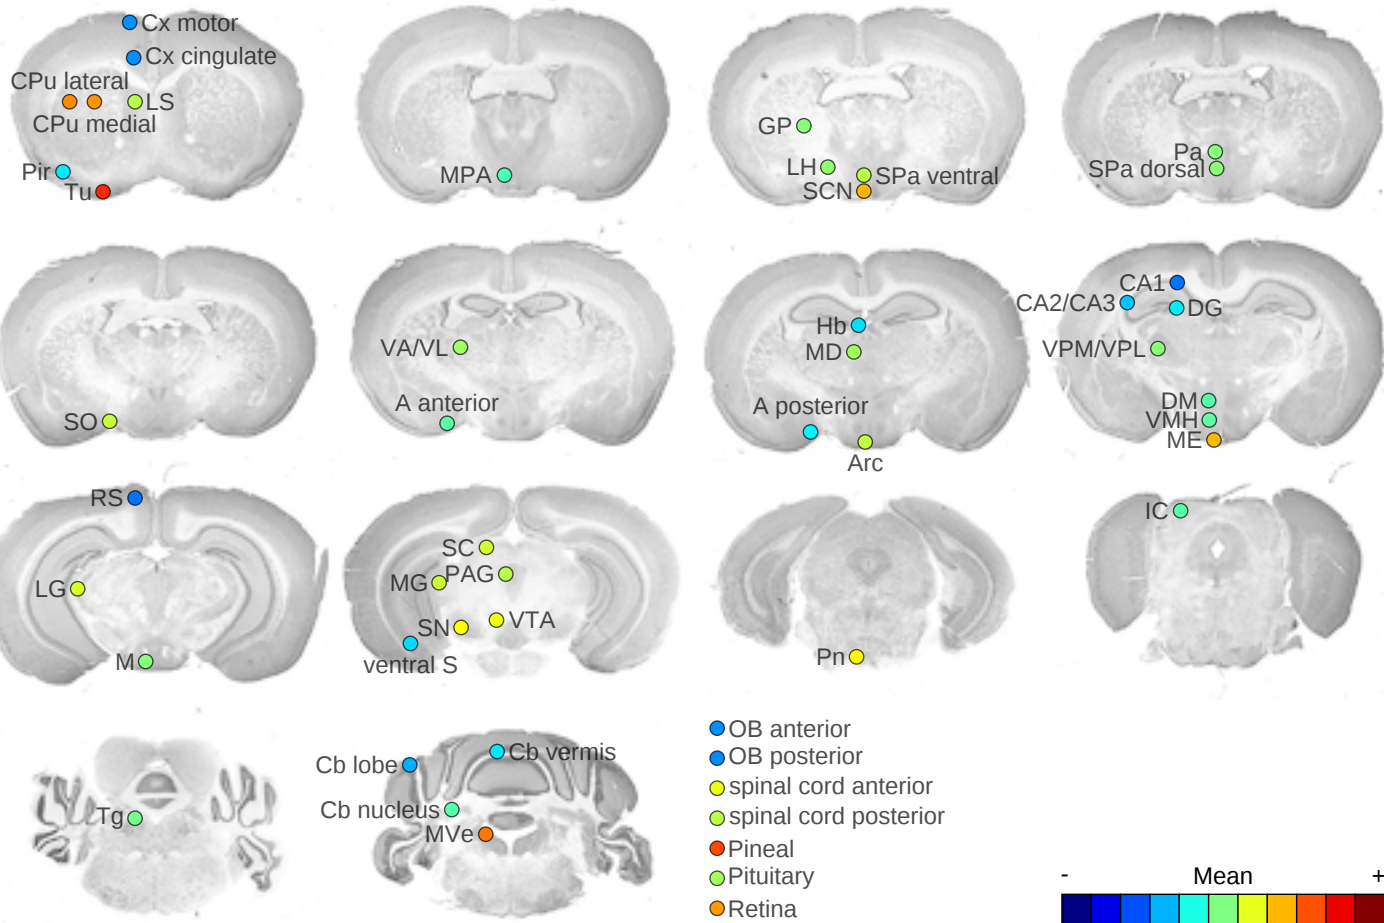 Cx motor
Cx cingulate
CPu lateral
LS
CPu medial
Pir
Tu
MPA
GP
LH
SPa ventral
SCN
Pa
SPa dorsal
SO
VA/VL
A anterior
Hb
MD
A posterior
Arc
CA1
CA2/CA3
DG
VPM/VPL
DM
VMH
ME
RS
LG
M
SC
PAG
MG
VTA
SN
ventral S
Pn
IC
Tg
Cb vermis
Cb lobe
Cb nucleus
MVe
OB anterior
OB posterior
spinal cord anterior
spinal cord posterior
Pineal
Pituitary
Retina
- Mean +